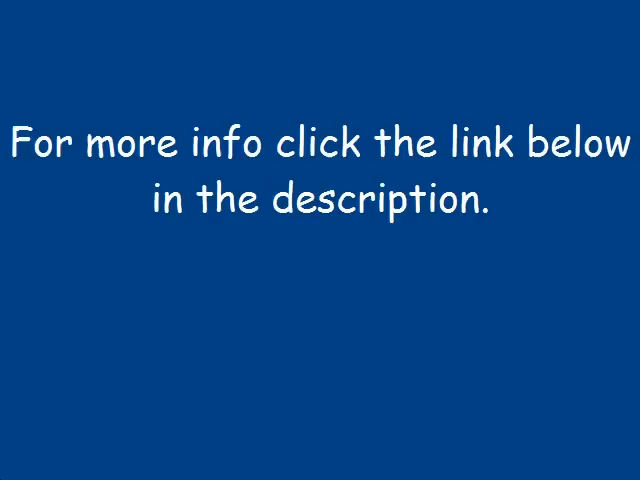 For more info click the link below
in the description.